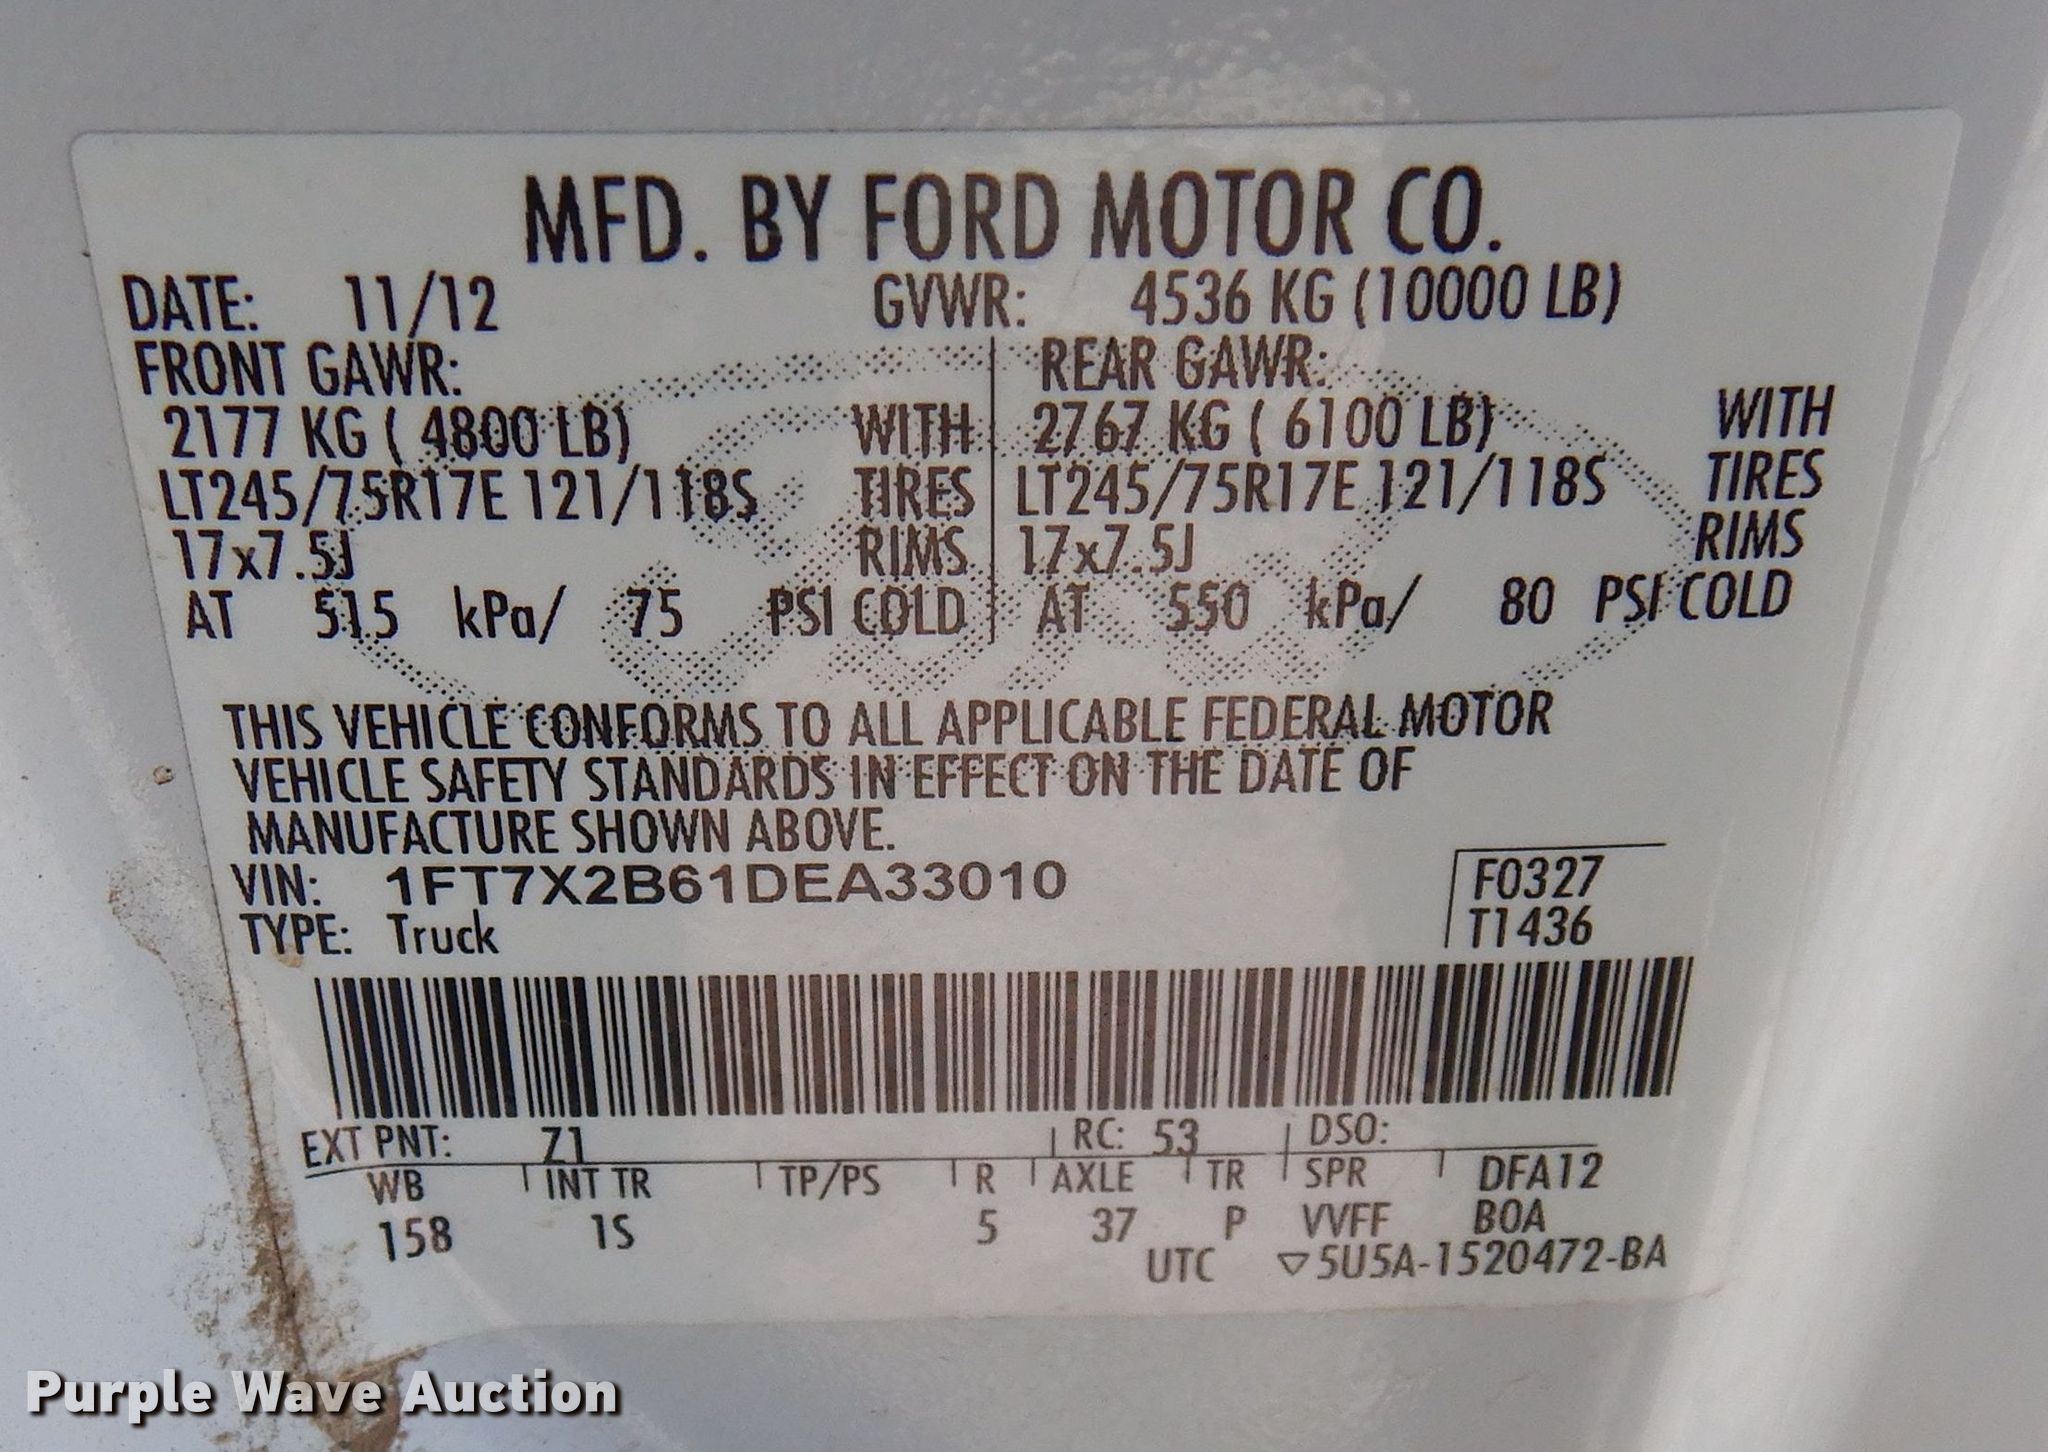 MFD. BY FORD MOTOR CO.
DATE: 11/12 GVWR: 4536 KG (10000 LB)
FRONT GAWR: REAR GAWR:
2177 KG ( 4800 LB) WITH 2767 KG ( 6100 LB) WITH
LT245/75R17E 121/118S TIRES LT245/75R17E 121/118S TIRES
17x7.5J RIMS 17x7.5J RIMS
AT 515 kPa/ 75 PSI COLD AT 550 kPa/ 80 PSI COLD
THIS VEHICLE CONFORMS TO ALL APPLICABLE FEDERAL MOTOR
VEHICLE SAFETY STANDARDS IN EFFECT ON THE DATE OF
MANUFACTURE SHOWN ABOVE.
VIN: 1FT7X2B61DEA33010 F0327
TYPE: Truck T1436
EXT PNT: Z1 RC: 53 DSO:
WB INT TR TP/PS R AXLE TR SPR DFA12
158 1S 5 37 P VVFF BOA
UTC ▽5U5A-1520472-BA
Purple Wave Auction